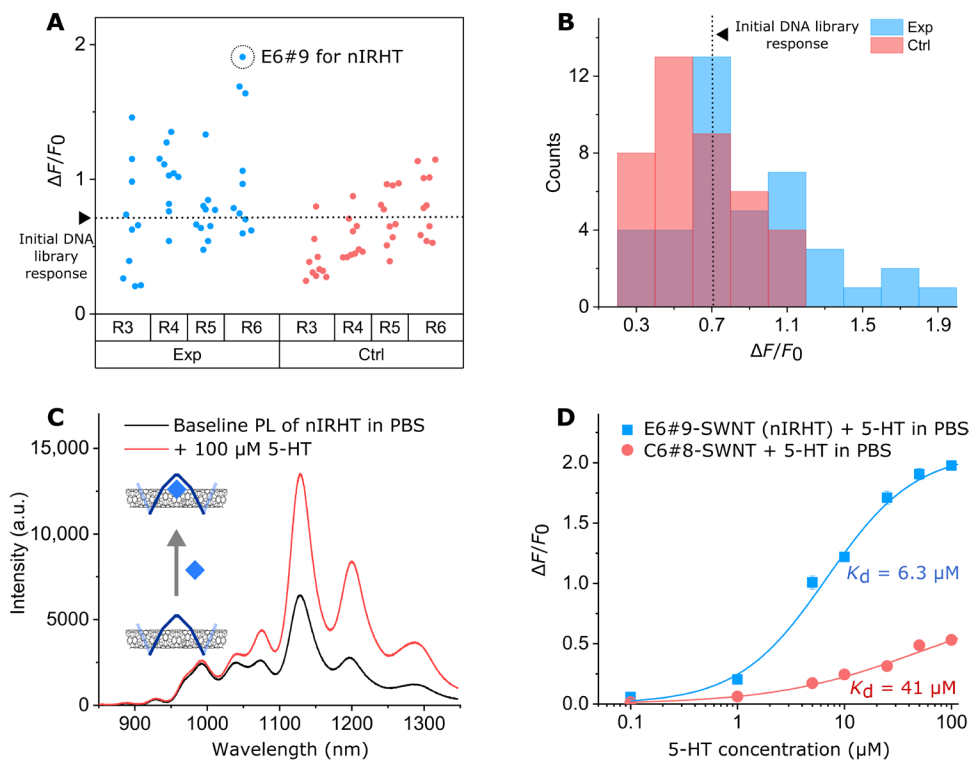 A
2
1
0
ΔF/F0
E6#9 for nIRHT
Initial DNA
library
response
R3 R4 R5 R6 R3 R4 R5 R6
Exp Ctrl
B
Initial DNA library
response
Exp
Ctrl
12
8
4
0
Counts
0.3 0.7 1.1 1.5 1.9
ΔF/F0
C
Baseline PL of nIRHT in PBS
+ 100 µM 5-HT
15,000
10,000
5000
0
Intensity (a.u.)
900 1000 1100 1200 1300
Wavelength (nm)
D
E6#9-SWNT (nIRHT) + 5-HT in PBS
C6#8-SWNT + 5-HT in PBS
2.0
1.5
1.0
0.5
0.0
ΔF/F0
Kd = 6.3 µM
Kd = 41 µM
0.1 1 10 100
5-HT concentration (µM)